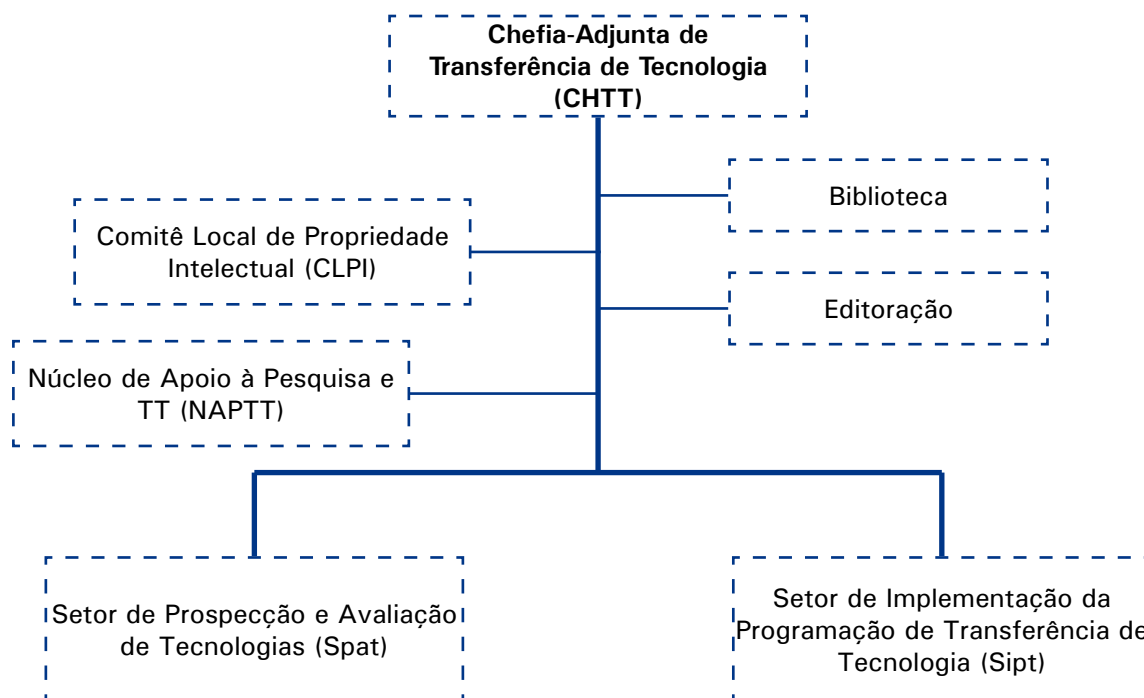 Chefia-Adjunta de
Transferência de Tecnologia
(CHTT)
Biblioteca
Comitê Local de Propriedade
Intelectual (CLPI)
Editoração
Núcleo de Apoio à Pesquisa e
TT (NAPTT)
Setor de Prospecção e Avaliação
de Tecnologias (Spat)
Setor de Implementação da
Programação de Transferência de
Tecnologia (Sipt)